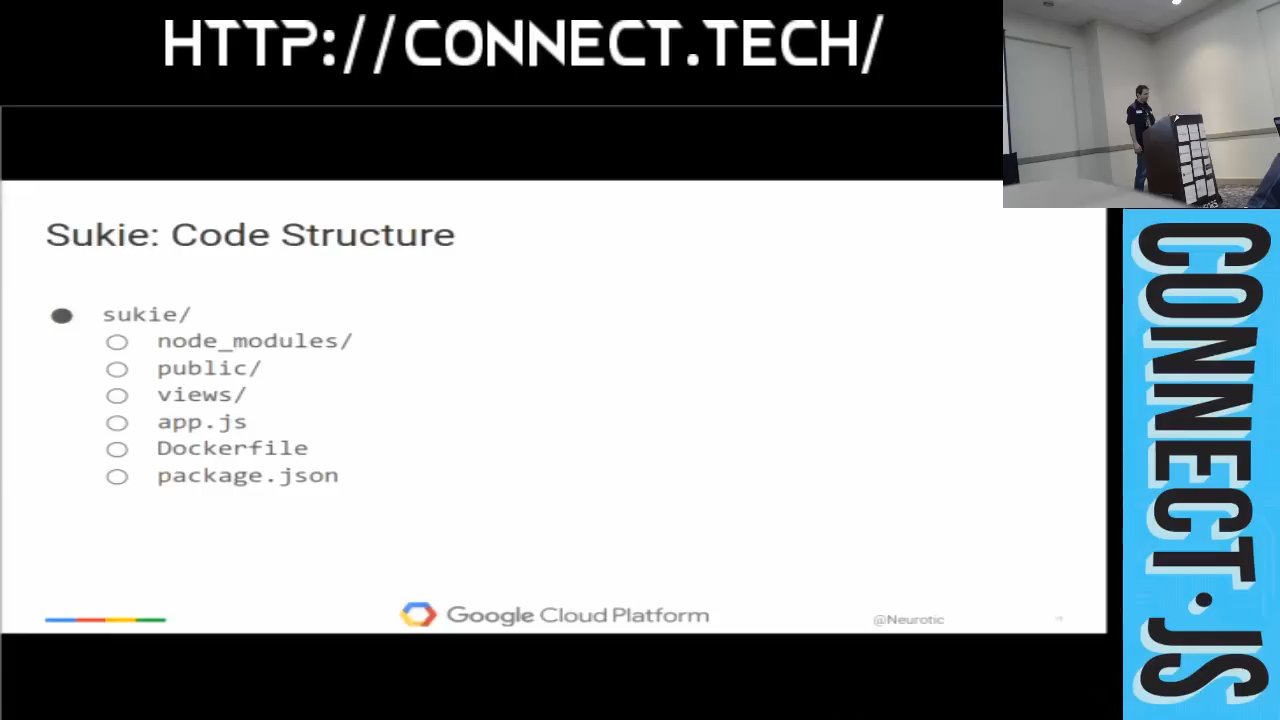 HTTP://CONNECT.TECH/
Sukie: Code Structure
sukie/
node_modules/
public/
views/
app.js
Dockerfile
package.json
Google Cloud Platform
@Neurotic
CONNECT.JS